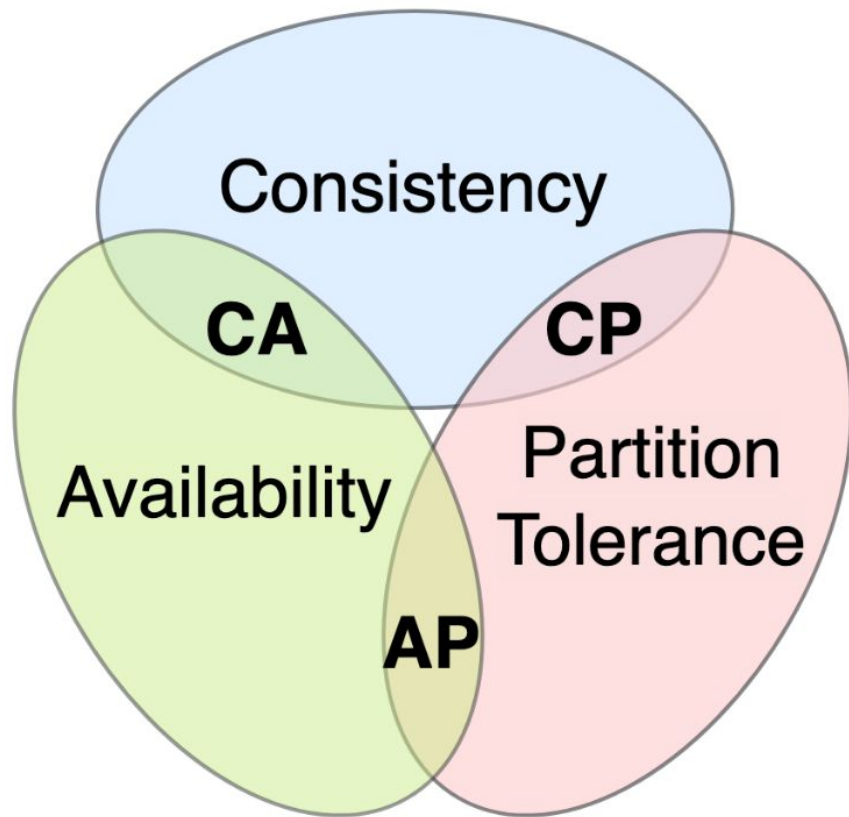 Consistency
CA
CP
Availability
Partition
Tolerance
AP